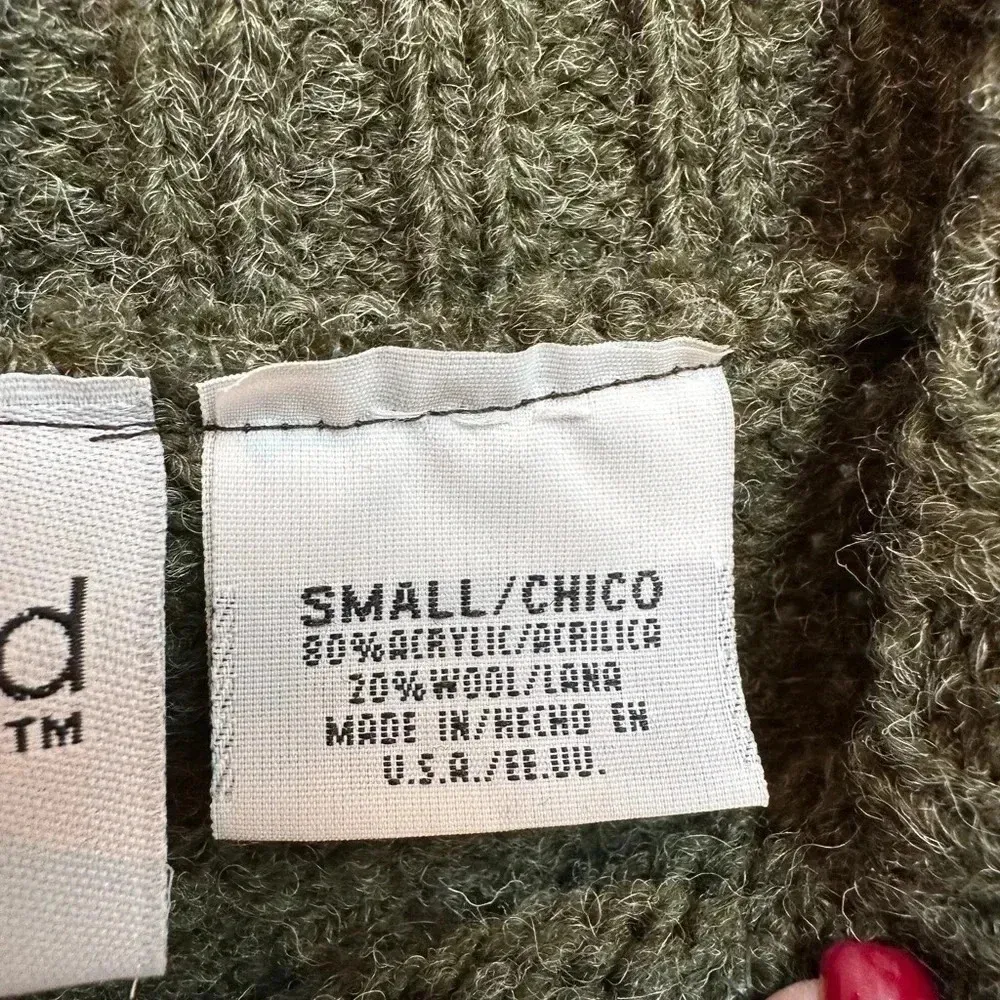 d
™
SMALL/CHICO
80% ACRYLIC/ACRILICA
20% WOOL/LANA
MADE IN/HECHO EN
U.S.A./EE.UU.